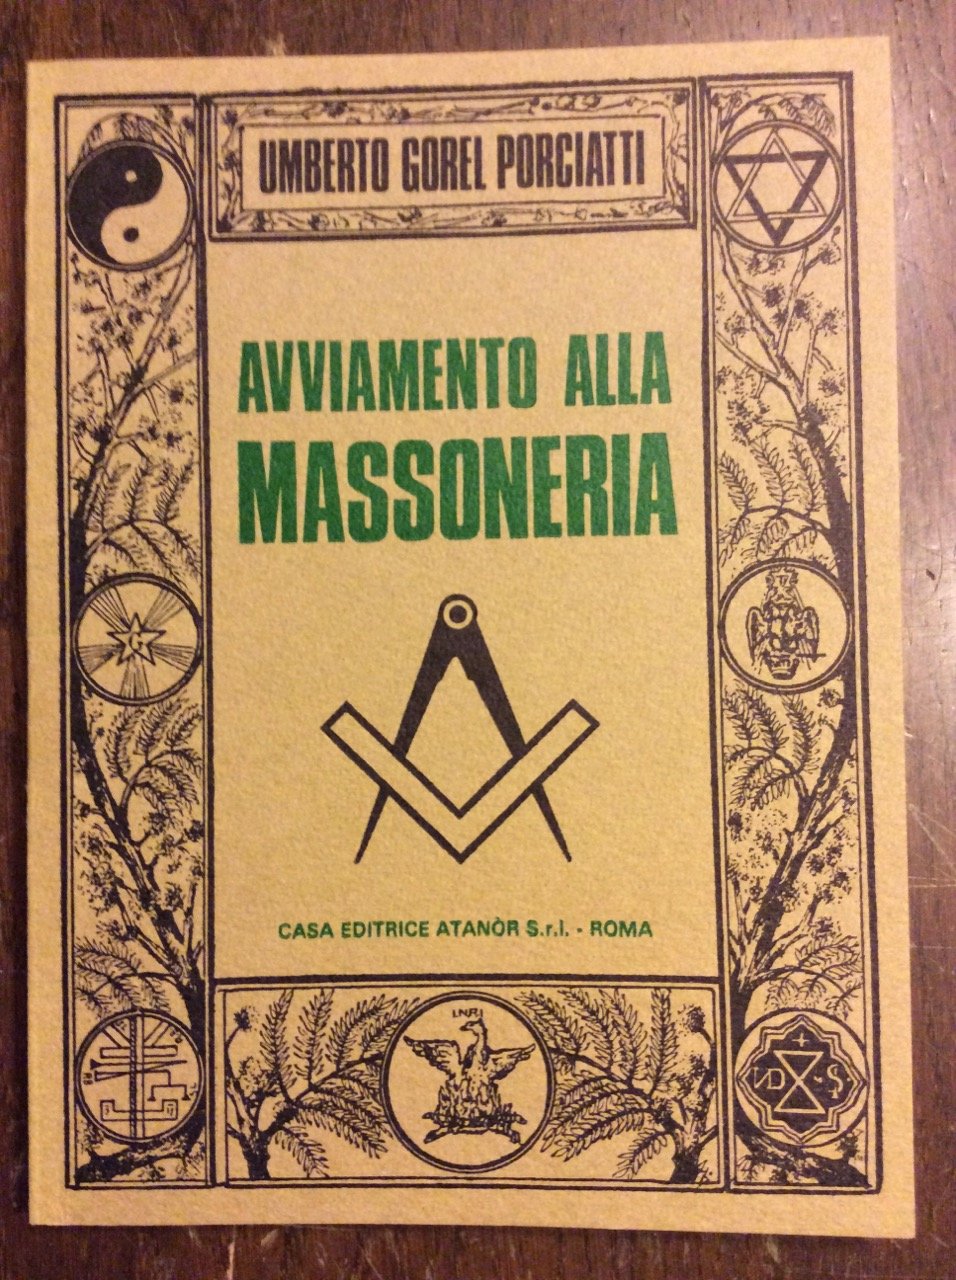 UMBERTO GOREL PORCIATTI
AVVIAMENTO ALLA
MASSONERIA
G
CASA EDITRICE ATANÒR S.r.l. - ROMA
I.N.R.I